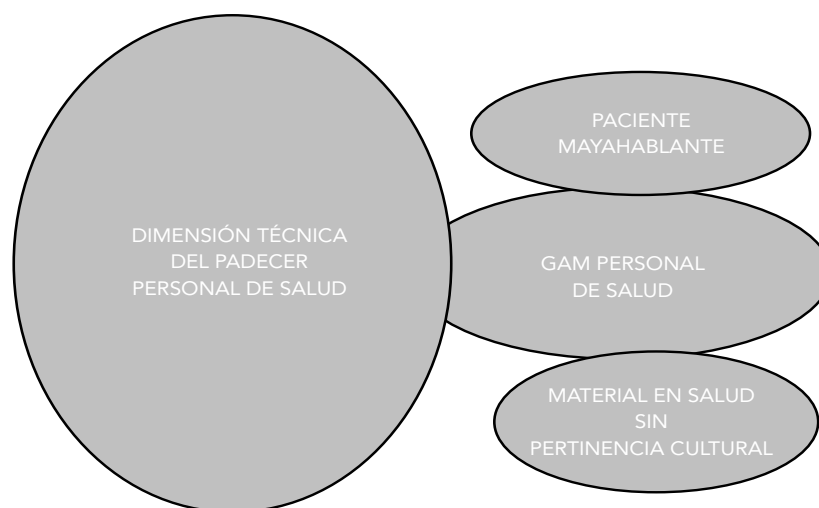 DIMENSIÓN TÉCNICA
DEL PADECER
PERSONAL DE SALUD
PACIENTE
MAYAHABLANTE
GAM PERSONAL
DE SALUD
MATERIAL EN SALUD
SIN
PERTINENCIA CULTURAL